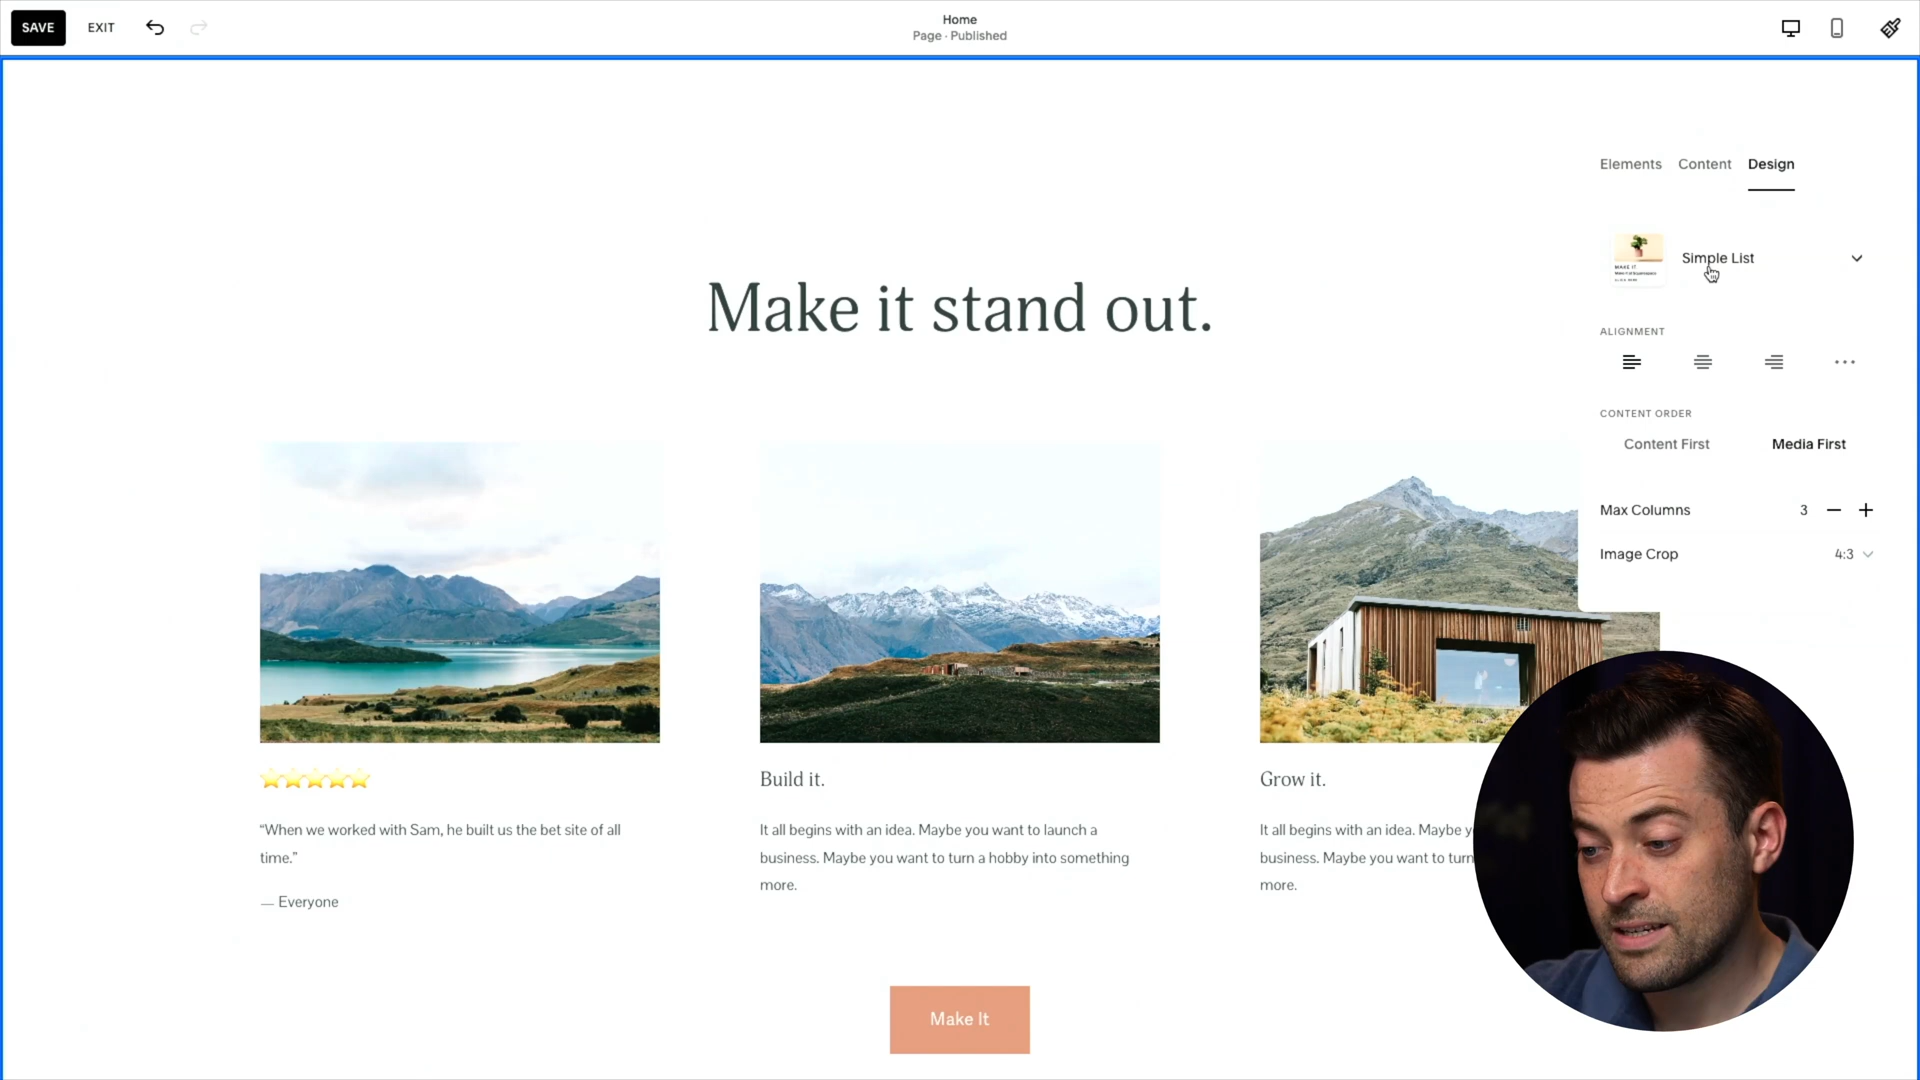 SAVE
EXIT
Home
Page · Published
Elements
Content
Design
MAKE IT
Simple List
ALIGNMENT
CONTENT ORDER
Content First
Media First
Max Columns
3
Image Crop
4:3
Make it stand out.
⭐⭐⭐⭐⭐
“When we worked with Sam, he built us the bet site of all
time.”
— Everyone
Build it.
It all begins with an idea. Maybe you want to launch a
business. Maybe you want to turn a hobby into something
more.
Grow it.
It all begins with an idea. Maybe y
business. Maybe you want to turn
more.
Make It